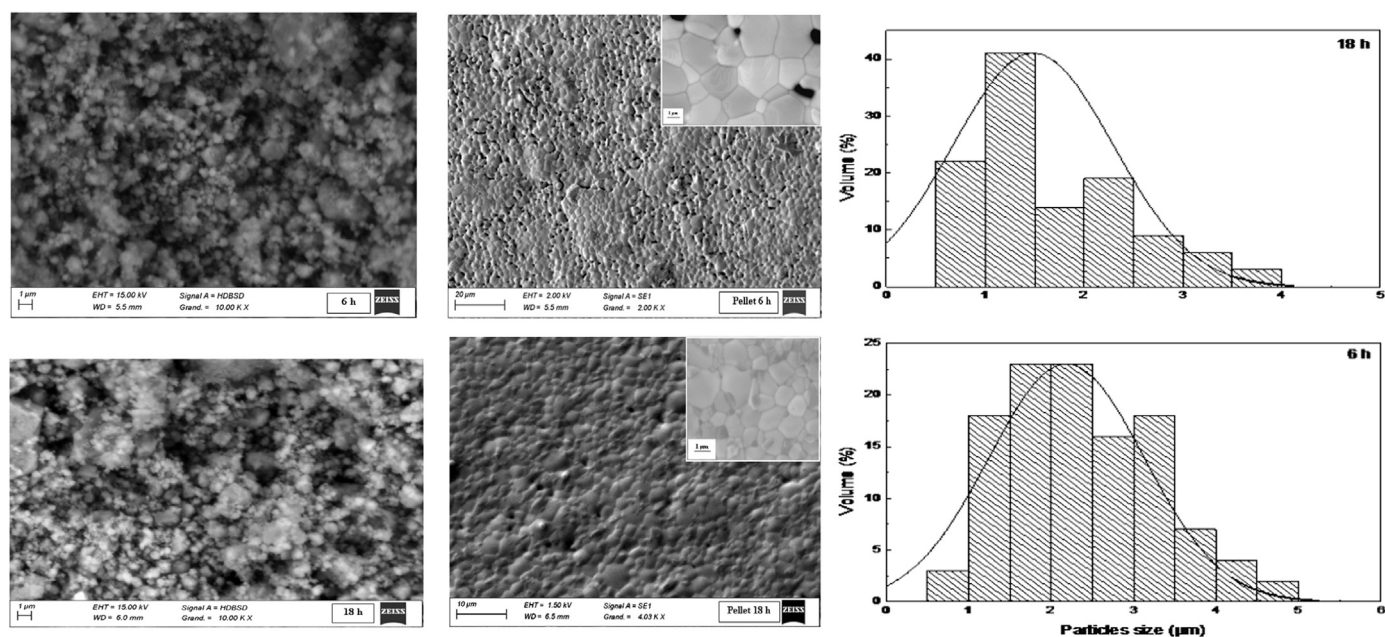 1 µm
EHT = 15.00 kV
WD = 5.5 mm
Signal A = HDBSD
Grand. = 10.00 K X
6 h
ZEISS
1 µm
20 µm
EHT = 2.00 kV
WD = 5.5 mm
Signal A = SE1
Grand. = 2.00 K X
Pellet 6 h
ZEISS
18 h
Volume (%)
40
30
20
10
0
0 1 2 3 4 5
1 µm
EHT = 15.00 kV
WD = 6.0 mm
Signal A = HDBSD
Grand. = 10.00 K X
18 h
ZEISS
1 µm
10 µm
EHT = 1.50 kV
WD = 6.5 mm
Signal A = SE1
Grand. = 4.03 K X
Pellet 18 h
ZEISS
6 h
Volume (%)
25
20
15
10
5
0
0 1 2 3 4 5 6
Particles size (µm)